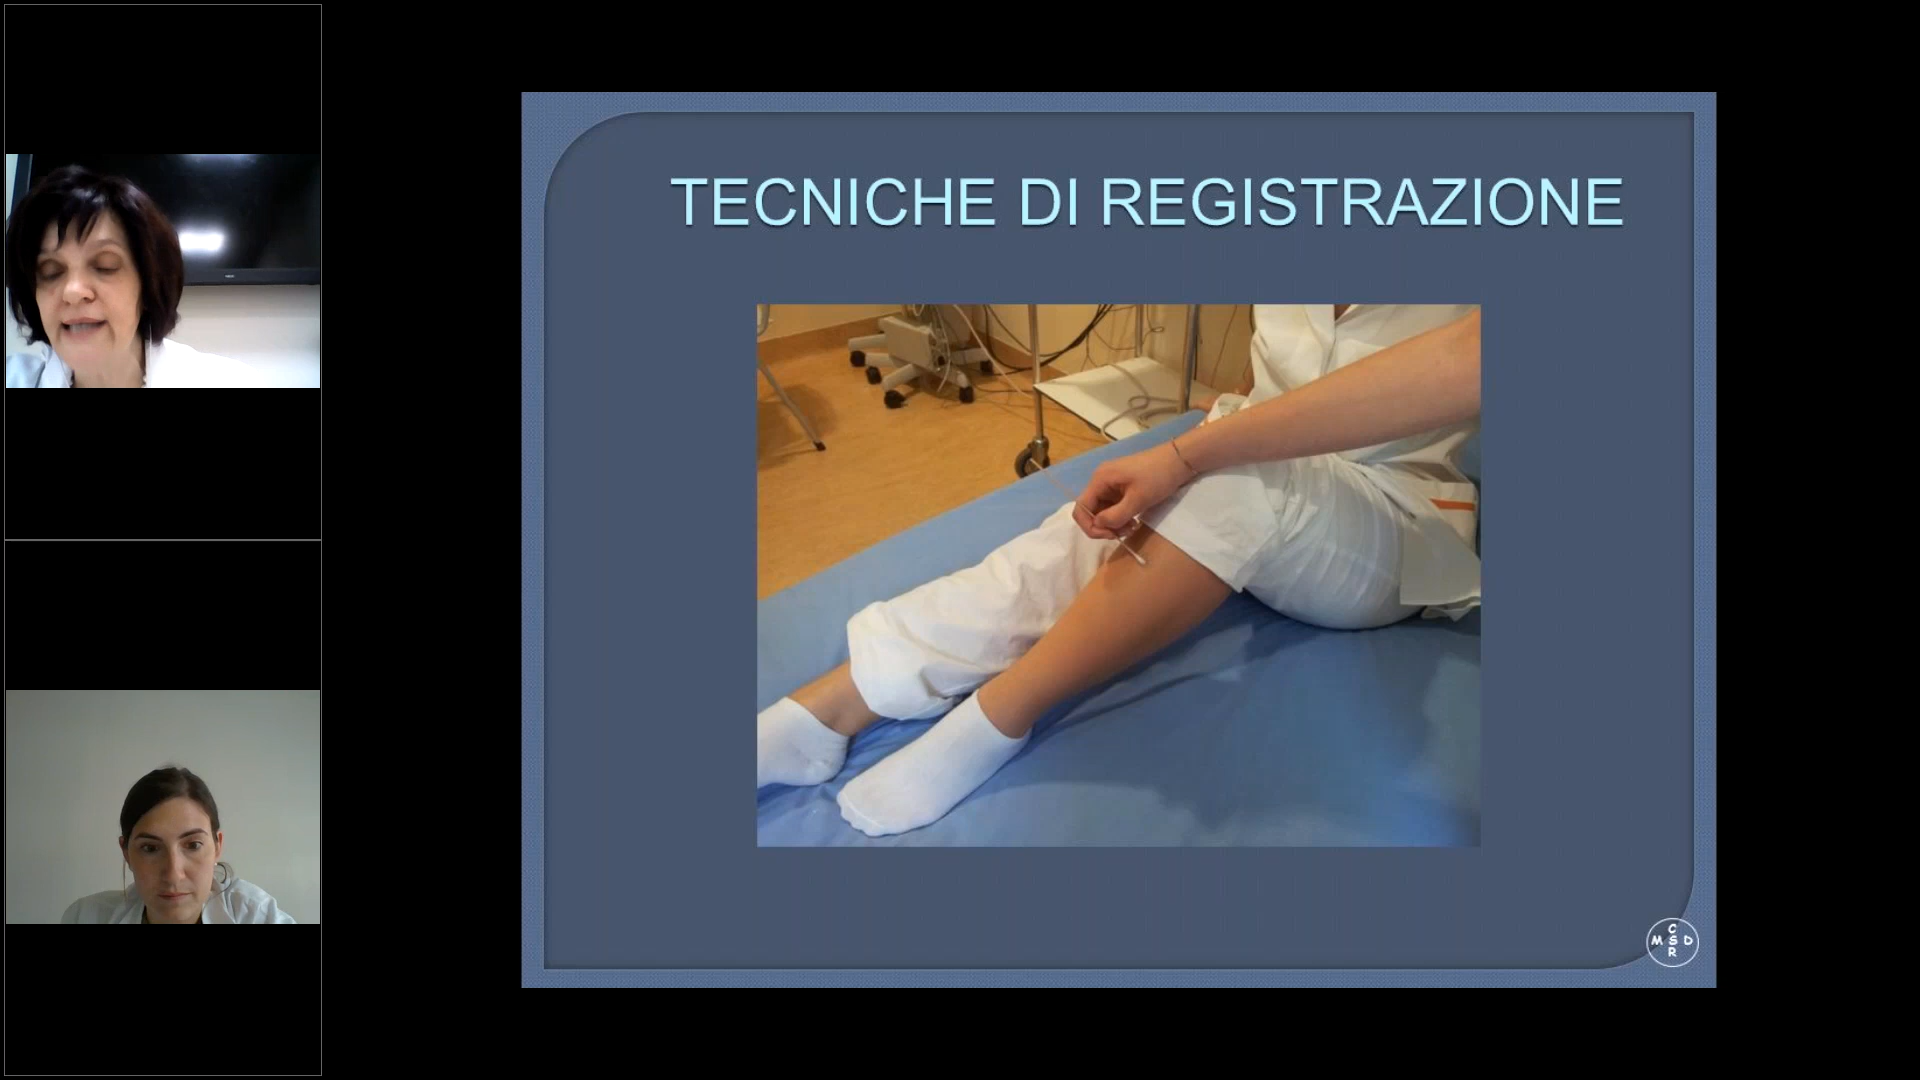 TECNICHE DI REGISTRAZIONE
C
M S D
R